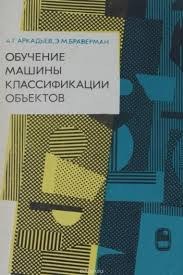 А.Г.АРКАДЬЕВ, Э.М.БРАВЕРМАН
ОБУЧЕНИЕ
МАШИНЫ
КЛАССИФИКАЦИИ
ОБЪЕКТОВ